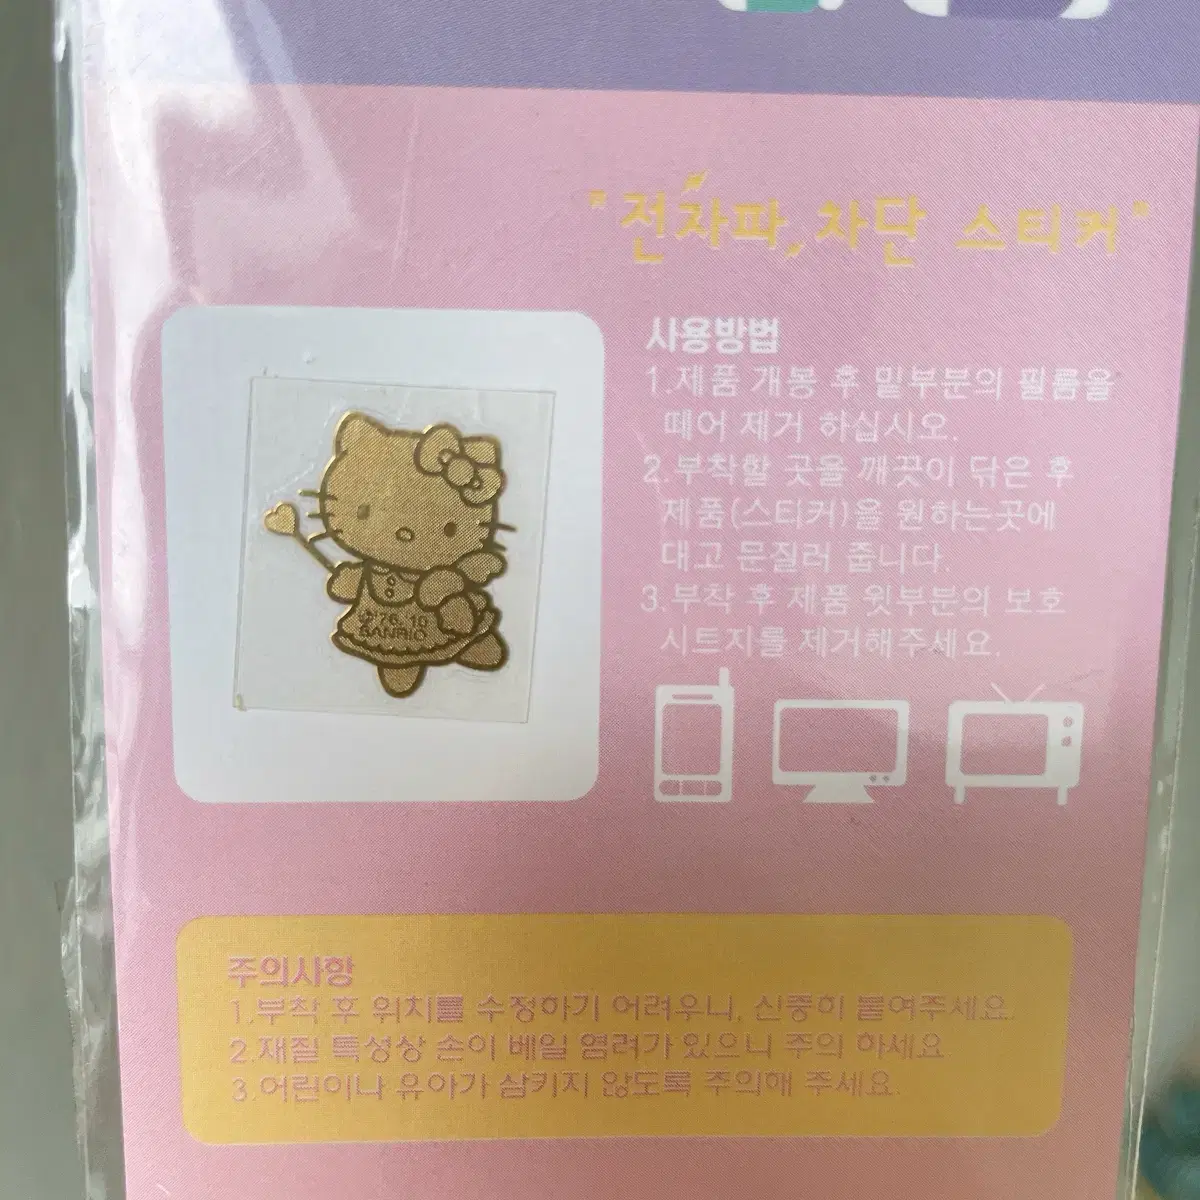 "전자파, 차단 스티커"
사용방법
1.제품 개봉 후 밑부분의 필름을
떼어 제거 하십시오.
2.부착할 곳을 깨끗이 닦은 후
제품(스티커)을 원하는곳에
대고 문질러 줍니다.
3.부착 후 제품 윗부분의 보호
시트지를 제거해주세요.
'76, '10
SANRIO
주의사항
1.부착 후 위치를 수정하기 어려우니, 신중히 붙여주세요.
2.재질 특성상 손이 베일 염려가 있으니 주의 하세요
3.어린이나 유아가 삼키지 않도록 주의해 주세요.